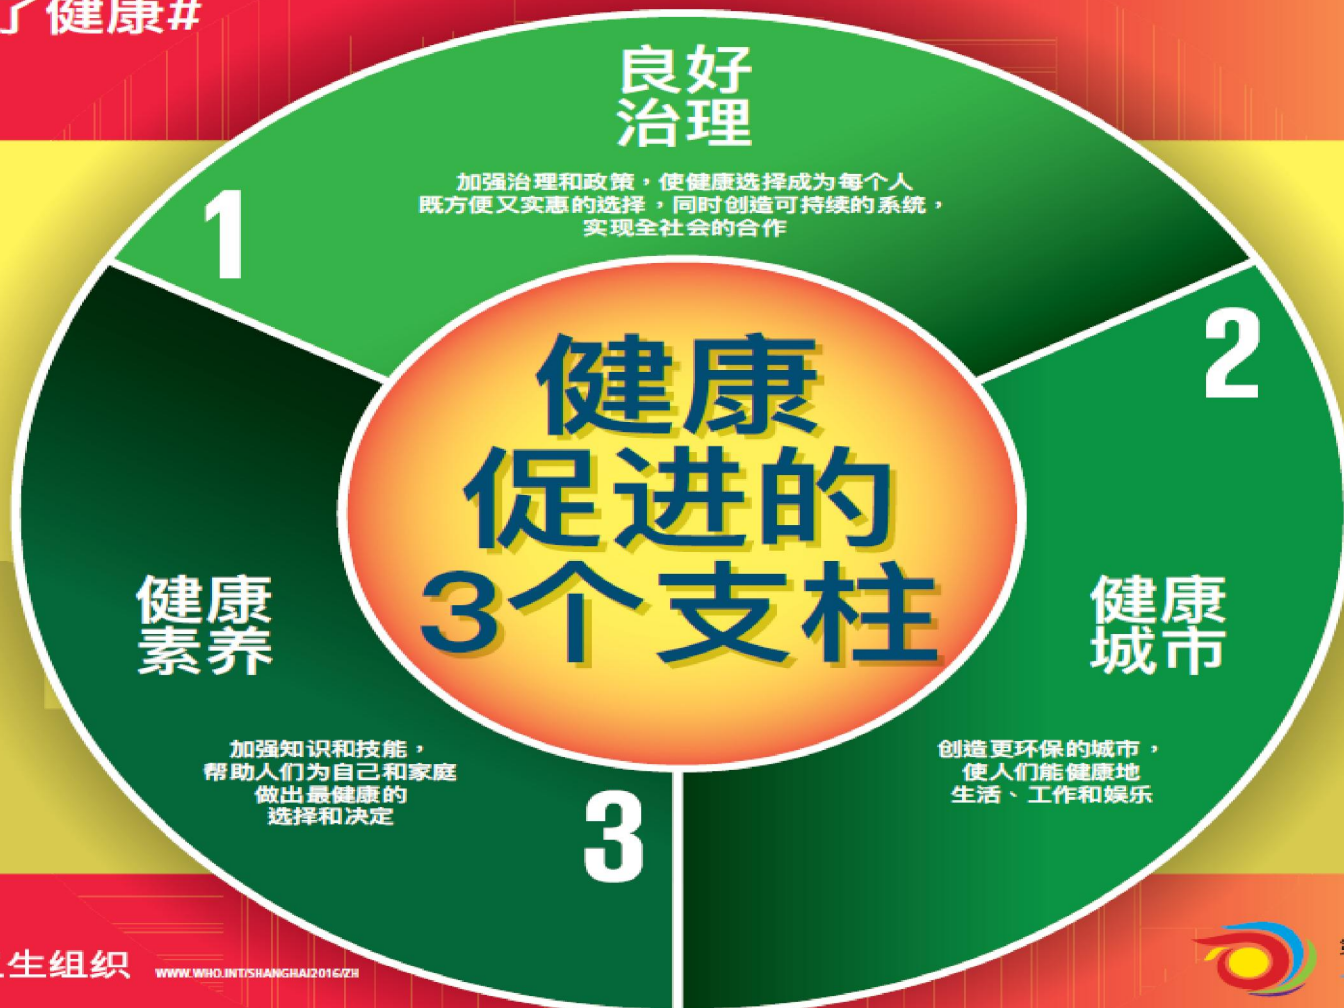 了健康#
良好
治理
加强治理和政策，使健康选择成为每个人
既方便又实惠的选择，同时创造可持续的系统，
实现全社会的合作
1
2
健康
促进的
3个支柱
健康
素养
加强知识和技能，
帮助人们为自己和家庭
做出最健康的
选择和决定
3
健康
城市
创造更环保的城市，
使人们能健康地
生活、工作和娱乐
生组织
WWW.WHO.INT/SHANGHAI2016/ZH